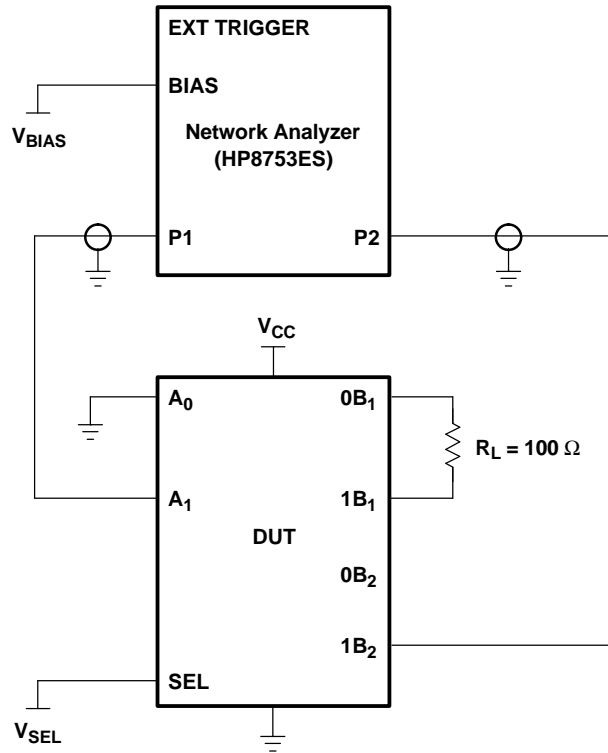 EXT TRIGGER
BIAS
V_BIAS
Network Analyzer
(HP8753ES)
P1
P2
V_CC
A_0
0B_1
R_L = 100 Ω
A_1
1B_1
DUT
0B_2
1B_2
SEL
V_SEL